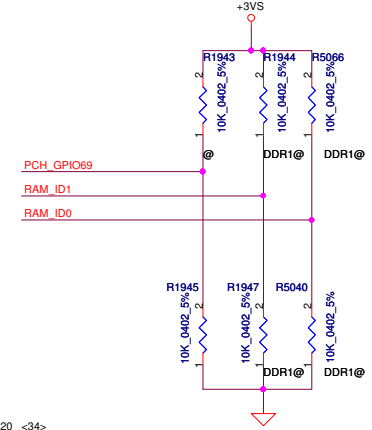 +3VS
R1943
R1944
R5066
2
2
2
10K_0402_5%
10K_0402_5%
10K_0402_5%
1
1
1
@
DDR1@
DDR1@
PCH_GPIO69
RAM_ID1
RAM_ID0
R1945
R1947
R5040
2
2
2
10K_0402_5%
10K_0402_5%
10K_0402_5%
1
1
1
DDR1@
DDR1@
20 <34>